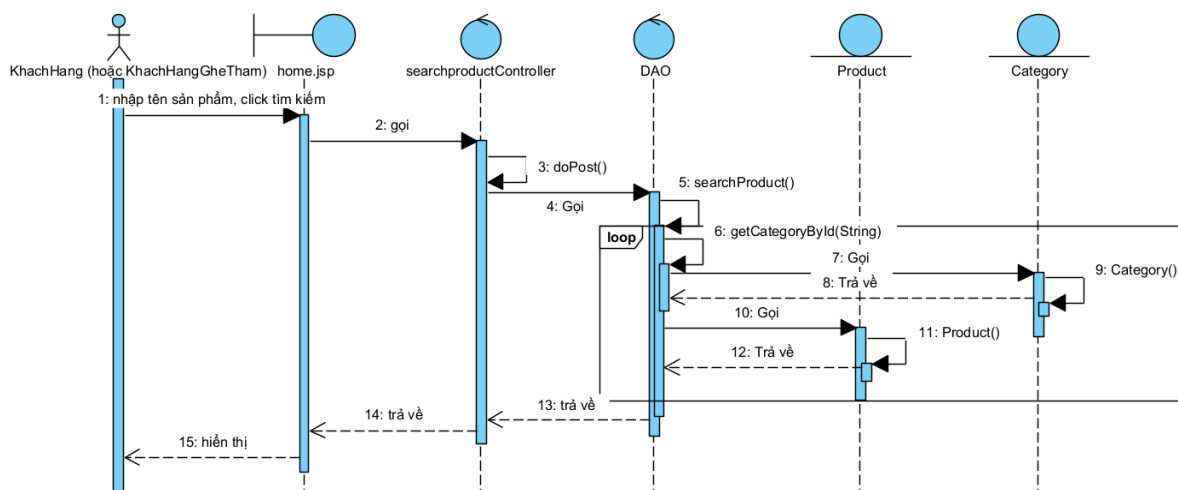 KhachHang (hoặc KhachHangGheTham)
home.jsp
searchproductController
DAO
Product
Category
1: nhập tên sản phẩm, click tìm kiếm
2: gọi
3: doPost()
4: Gọi
5: searchProduct()
loop
6: getCategoryById(String)
7: Gọi
9: Category()
8: Trả về
10: Gọi
11: Product()
12: Trả về
13: trả về
14: trả về
15: hiển thị